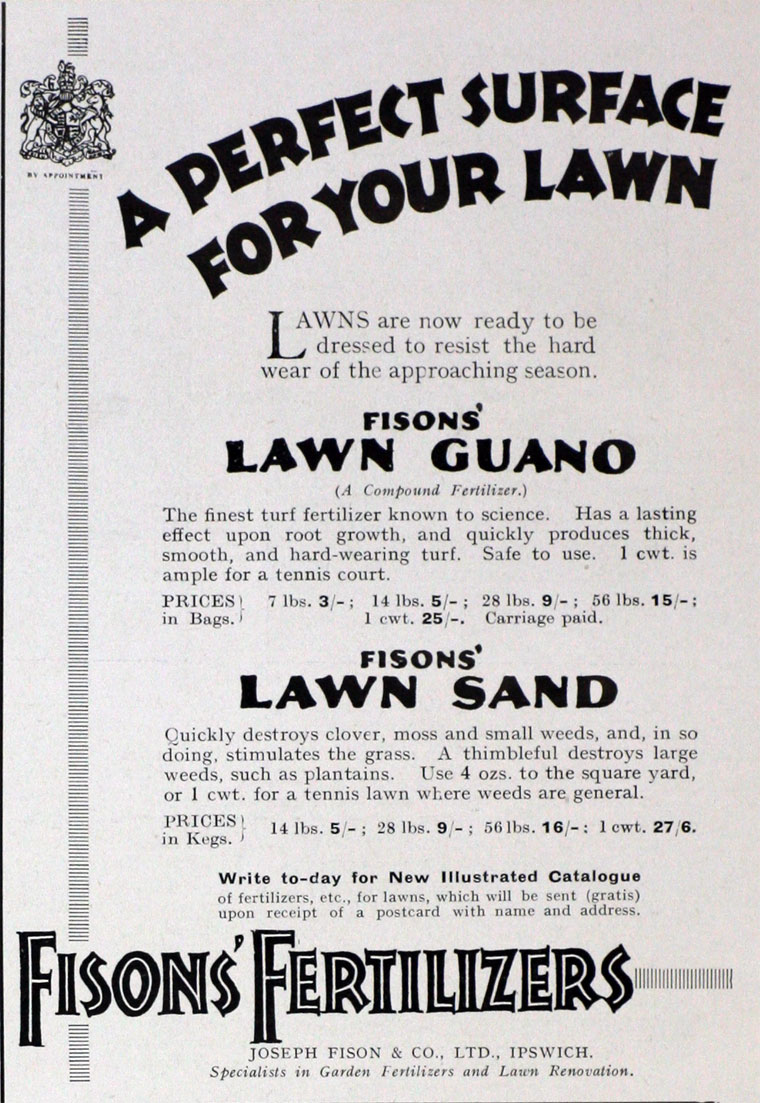 BY APPOINTMENT
A PERFECT SURFACE
FOR YOUR LAWN
LAWNS are now ready to be
dressed to resist the hard
wear of the approaching season.
FISONS'
LAWN GUANO
(A Compound Fertilizer.)
The finest turf fertilizer known to science. Has a lasting
effect upon root growth, and quickly produces thick,
smooth, and hard-wearing turf. Safe to use. 1 cwt. is
ample for a tennis court.
PRICES} 7 lbs. 3/-; 14 lbs. 5/-; 28 lbs. 9/-; 56 lbs. 15/-;
in Bags.} 1 cwt. 25/-. Carriage paid.
FISONS'
LAWN SAND
Quickly destroys clover, moss and small weeds, and, in so
doing, stimulates the grass. A thimbleful destroys large
weeds, such as plantains. Use 4 ozs. to the square yard,
or 1 cwt. for a tennis lawn where weeds are general.
PRICES} 14 lbs. 5/-; 28 lbs. 9/-; 56 lbs. 16/-: 1 cwt. 27/6.
in Kegs.}
Write to-day for New Illustrated Catalogue
of fertilizers, etc., for lawns, which will be sent (gratis)
upon receipt of a postcard with name and address.
FISONS' FERTILIZERS
JOSEPH FISON & CO., LTD., IPSWICH.
Specialists in Garden Fertilizers and Lawn Renovation.